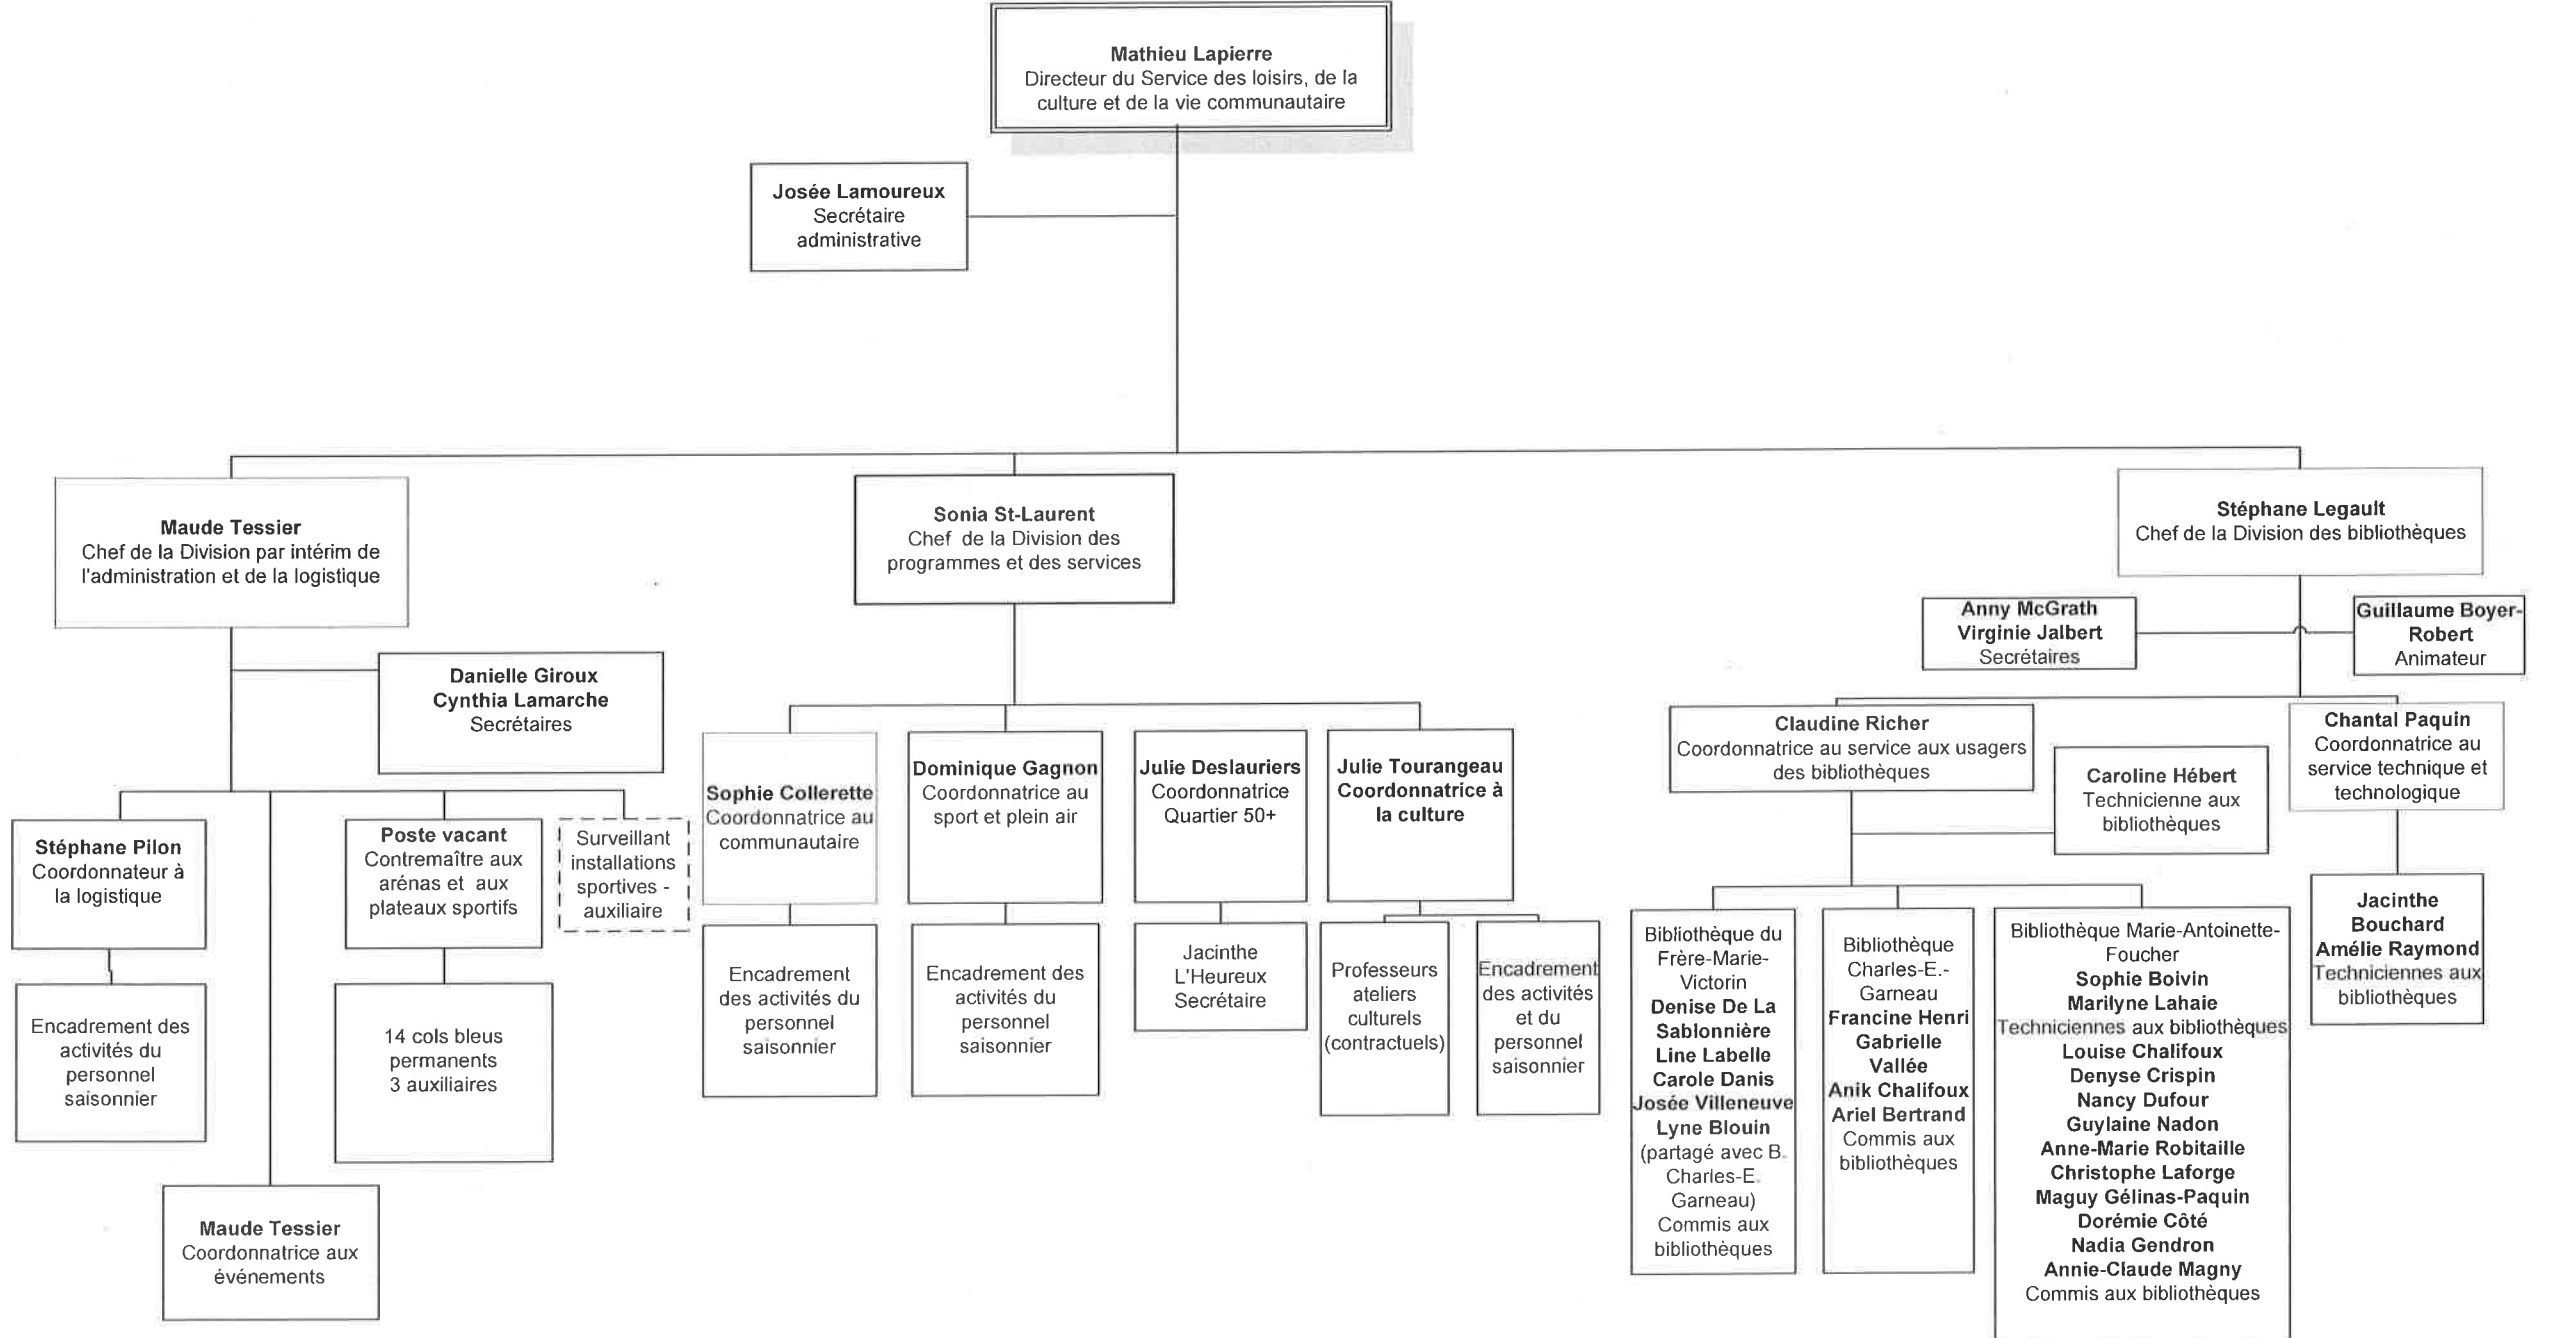 Mathieu Lapierre
Directeur du Service des loisirs, de la
culture et de la vie communautaire
Josée Lamoureux
Secrétaire
administrative
Maude Tessier
Chef de la Division par intérim de
l'administration et de la logistique
Sonia St-Laurent
Chef de la Division des
programmes et des services
Stéphane Legault
Chef de la Division des bibliothèques
Danielle Giroux
Cynthia Lamarche
Secrétaires
Anny McGrath
Virginie Jalbert
Secrétaires
Guillaume Boyer-
Robert
Animateur
Stéphane Pilon
Coordonnateur à
la logistique
Encadrement des
activités du
personnel
saisonnier
Maude Tessier
Coordonnatrice aux
événements
Poste vacant
Contremaître aux
arénas et aux
plateaux sportifs
14 cols bleus
permanents
3 auxiliaires
Surveillant
installations
sportives -
auxiliaire
Sophie Collerette
Coordonnatrice au
communautaire
Encadrement
des activités du
personnel
saisonnier
Dominique Gagnon
Coordonnatrice au
sport et plein air
Encadrement des
activités du
personnel
saisonnier
Julie Deslauriers
Coordonnatrice
Quartier 50+
Jacinthe
L'Heureux
Secrétaire
Julie Tourangeau
Coordonnatrice à
la culture
Professeurs
ateliers
culturels
(contractuels)
Encadrement
des activités
et du
personnel
saisonnier
Claudine Richer
Coordonnatrice au service aux usagers
des bibliothèques
Caroline Hébert
Technicienne aux
bibliothèques
Bibliothèque du
Frère-Marie-
Victorin
Denise De La
Sablonnière
Line Labelle
Carole Danis
Josée Villeneuve
Lyne Blouin
(partagé avec B.
Charles-E.
Garneau)
Commis aux
bibliothèques
Bibliothèque
Charles-E.-
Garneau
Francine Henri
Gabrielle
Vallée
Anik Chalifoux
Ariel Bertrand
Commis aux
bibliothèques
Bibliothèque Marie-Antoinette-
Foucher
Sophie Boivin
Marilyne Lahaie
Techniciennes aux bibliothèques
Louise Chalifoux
Denyse Crispin
Nancy Dufour
Guylaine Nadon
Anne-Marie Robitaille
Christophe Laforge
Maguy Gélinas-Paquin
Dorémie Côté
Nadia Gendron
Annie-Claude Magny
Commis aux bibliothèques
Chantal Paquin
Coordonnatrice au
service technique et
technologique
Jacinthe
Bouchard
Amélie Raymond
Techniciennes aux
bibliothèques